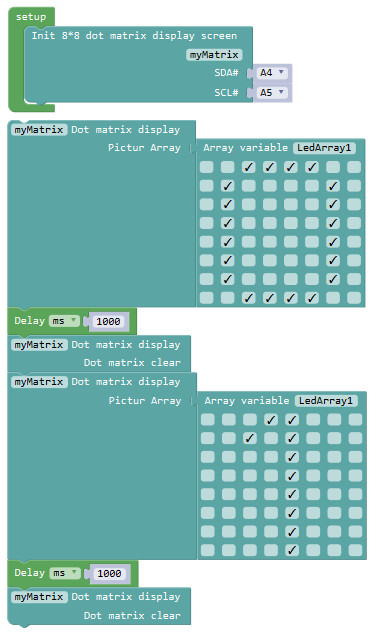 setup
Init 8*8 dot matrix display screen
myMatrix
SDA# A4
SCL# A5
myMatrix Dot matrix display
Pictur Array Array variable LedArray1
Delay ms 1000
myMatrix Dot matrix display
Dot matrix clear
myMatrix Dot matrix display
Pictur Array Array variable LedArray1
Delay ms 1000
myMatrix Dot matrix display
Dot matrix clear